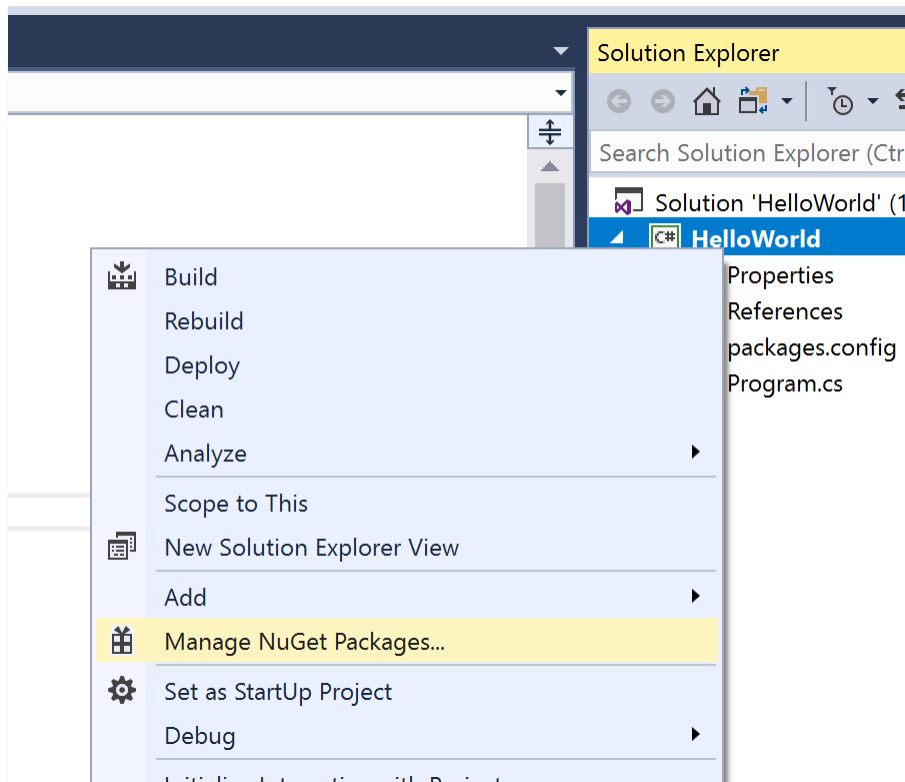 Solution Explorer
Search Solution Explorer (Ctr
Solution 'HelloWorld' (1
C# HelloWorld
Properties
References
packages.config
Program.cs
Build
Rebuild
Deploy
Clean
Analyze
Scope to This
New Solution Explorer View
Add
Manage NuGet Packages...
Set as StartUp Project
Debug